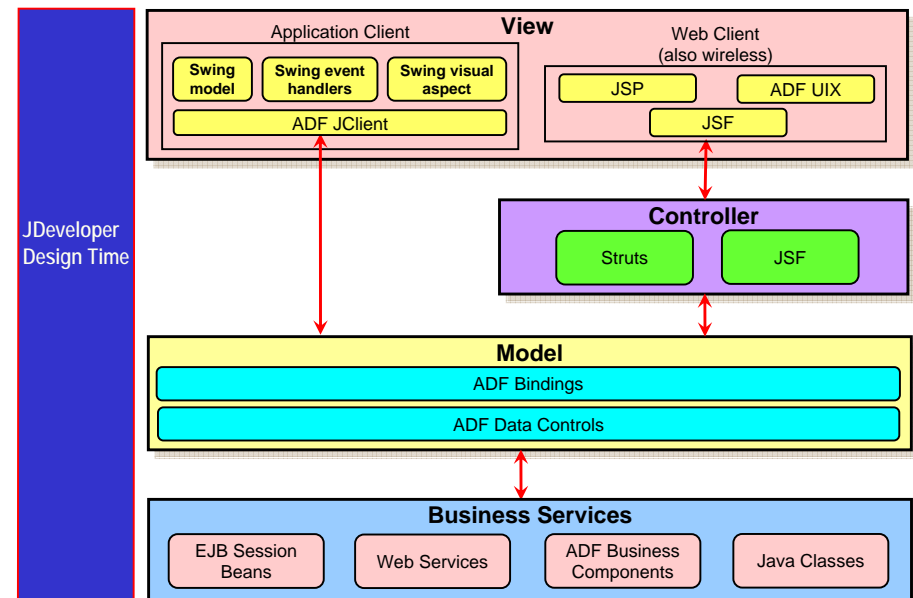 JDeveloper
Design Time
View
Application Client
Swing
model
Swing event
handlers
Swing visual
aspect
ADF JClient
Web Client
(also wireless)
JSP
ADF UIX
JSF
Controller
Struts
JSF
Model
ADF Bindings
ADF Data Controls
Business Services
EJB Session
Beans
Web Services
ADF Business
Components
Java Classes